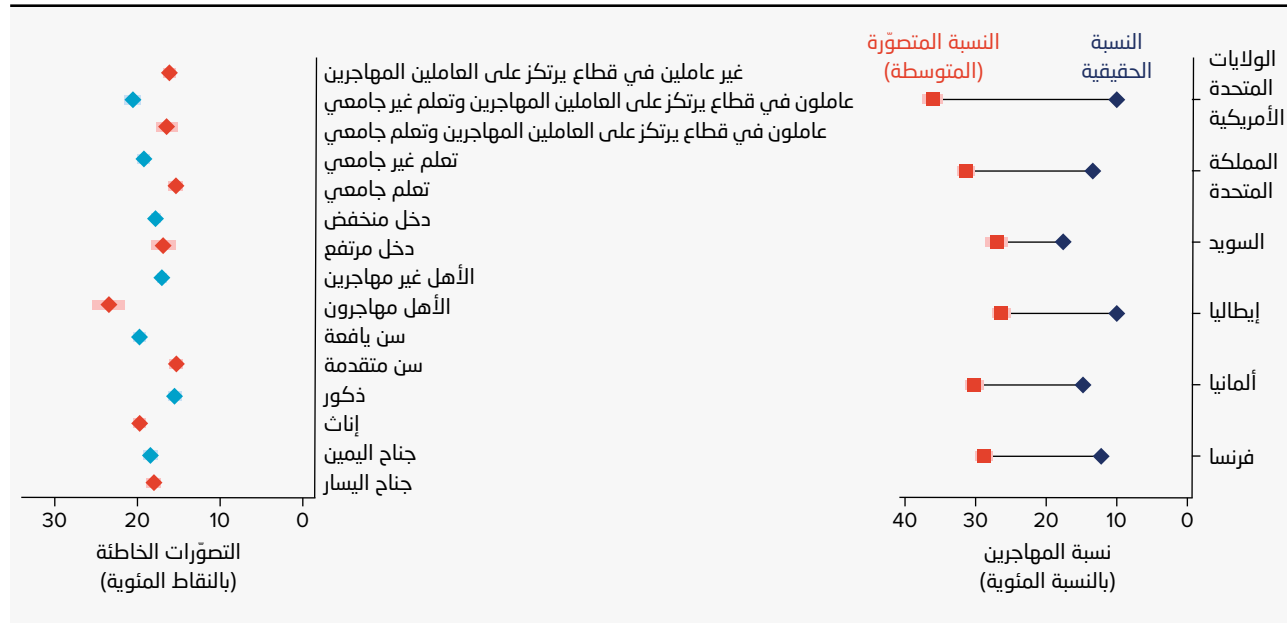 النسبة
الحقيقية
النسبة المتصوّرة
(المتوسطة)
الولايات
المتحدة
الأمريكية
المملكة
المتحدة
السويد
إيطاليا
ألمانيا
فرنسا
0 10 20 30 40
نسبة المهاجرين
(بالنسبة المئوية)
غير عاملين في قطاع يرتكز على العاملين المهاجرين
عاملون في قطاع يرتكز على العاملين المهاجرين وتعلم غير جامعي
عاملون في قطاع يرتكز على العاملين المهاجرين وتعلم جامعي
تعلم غير جامعي
تعلم جامعي
دخل منخفض
دخل مرتفع
الأهل غير مهاجرين
الأهل مهاجرون
سن يافعة
سن متقدمة
ذكور
إناث
جناح اليمين
جناح اليسار
0 10 20 30
التصوّرات الخاطئة
(بالنقاط المئوية)